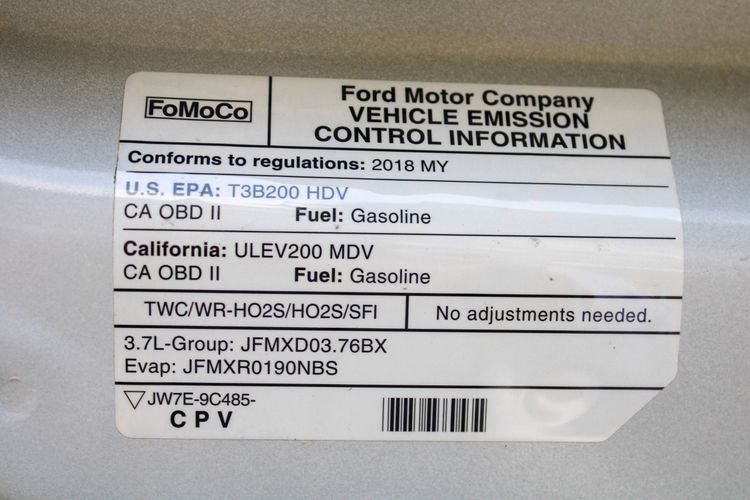 FoMoCo
Ford Motor Company
VEHICLE EMISSION
CONTROL INFORMATION
Conforms to regulations: 2018 MY
U.S. EPA: T3B200 HDV
CA OBD II Fuel: Gasoline
California: ULEV200 MDV
CA OBD II Fuel: Gasoline
TWC/WR-HO2S/HO2S/SFI No adjustments needed.
3.7L-Group: JFMXD03.76BX
Evap: JFMXR0190NBS
JW7E-9C485-
CPV